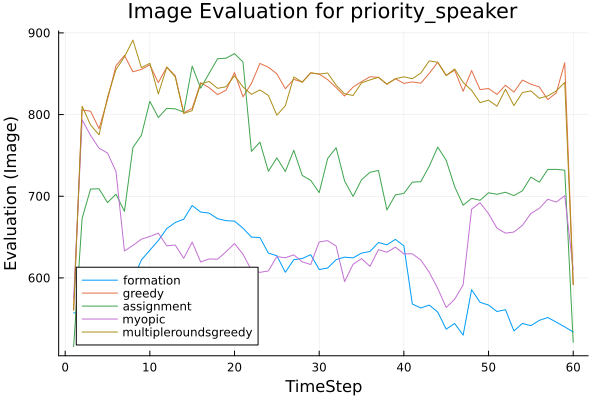 Image Evaluation for priority_speaker
Evaluation (Image)
900
800
700
600
formation
greedy
assignment
myopic
multipleroundsgreedy
0 10 20 30 40 50 60
TimeStep